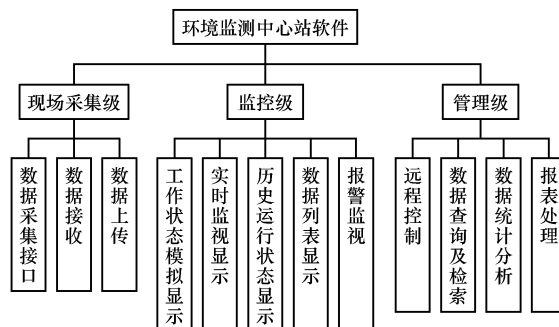 环境监测中心站软件
现场采集级
监控级
管理级
数据采集接口
数据接收
数据上传
工作状态模拟显示
实时监视显示
历史运行状态显示
数据列表显示
报警监视
远程控制
数据查询及检索
数据统计分析
报表处理